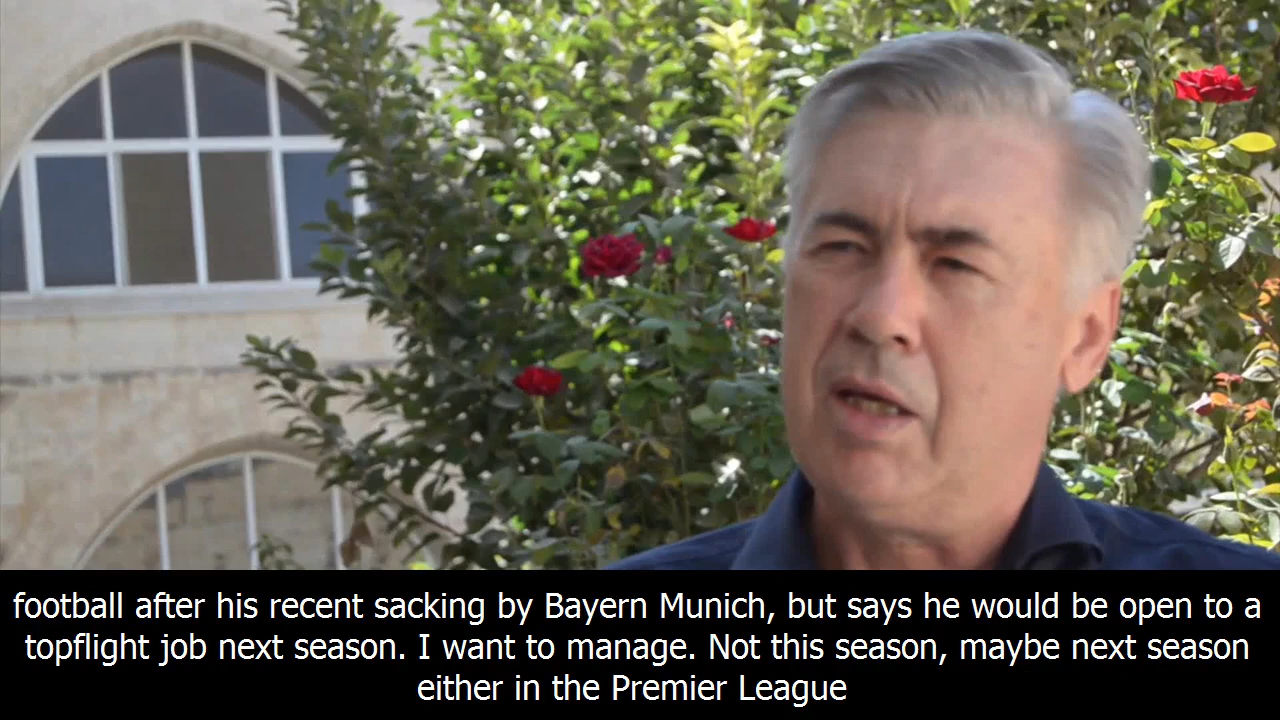 football after his recent sacking by Bayern Munich, but says he would be open to a
topflight job next season. I want to manage. Not this season, maybe next season
either in the Premier League